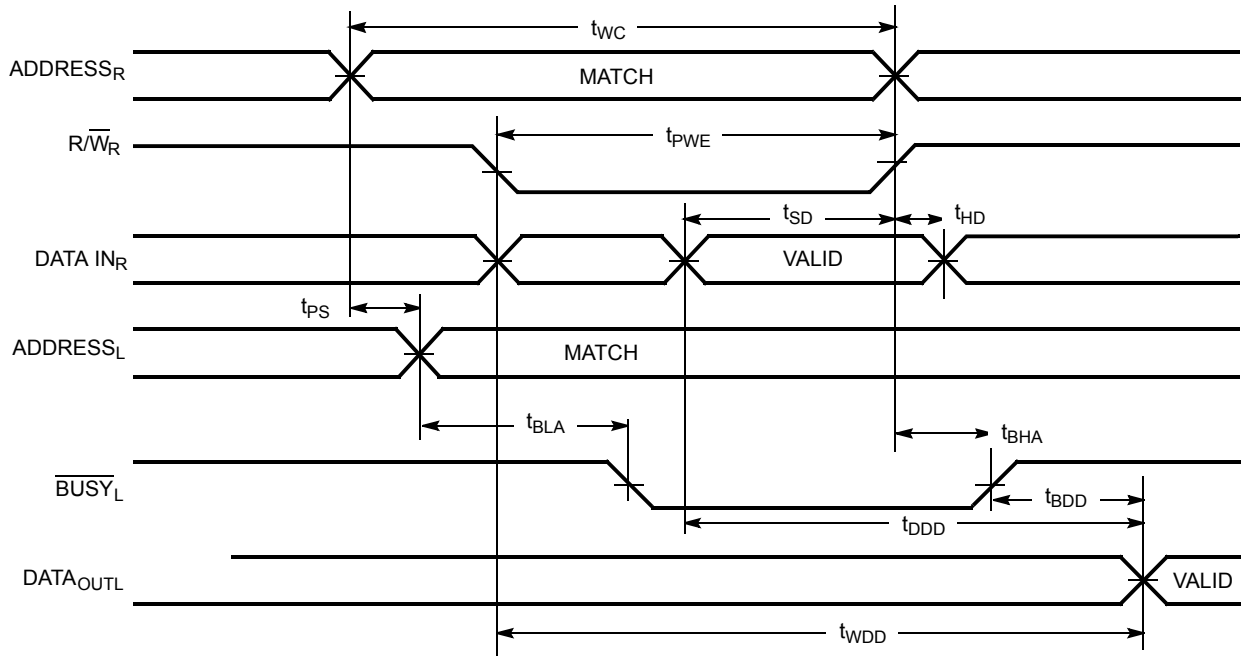 tWC
ADDRESSR
MATCH
R/W̅R
tPWE
tSD
tHD
DATA INR
VALID
tPS
ADDRESSL
MATCH
tBLA
tBHA
B̅U̅S̅Y̅L
tBDD
tDDD
DATAOUTL
VALID
tWDD